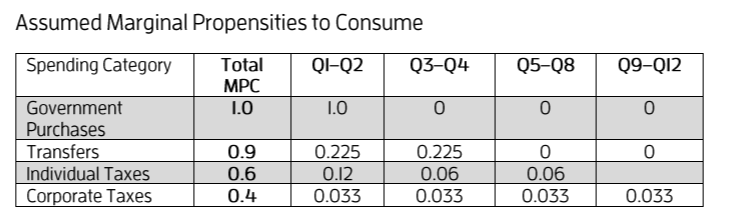 Assumed Marginal Propensities to Consume
Spending Category Total MPC Q1–Q2 Q3–Q4 Q5–Q8 Q9–Q12
Government Purchases 1.0 1.0 0 0 0
Transfers 0.9 0.225 0.225 0 0
Individual Taxes 0.6 0.12 0.06 0.06
Corporate Taxes 0.4 0.033 0.033 0.033 0.033